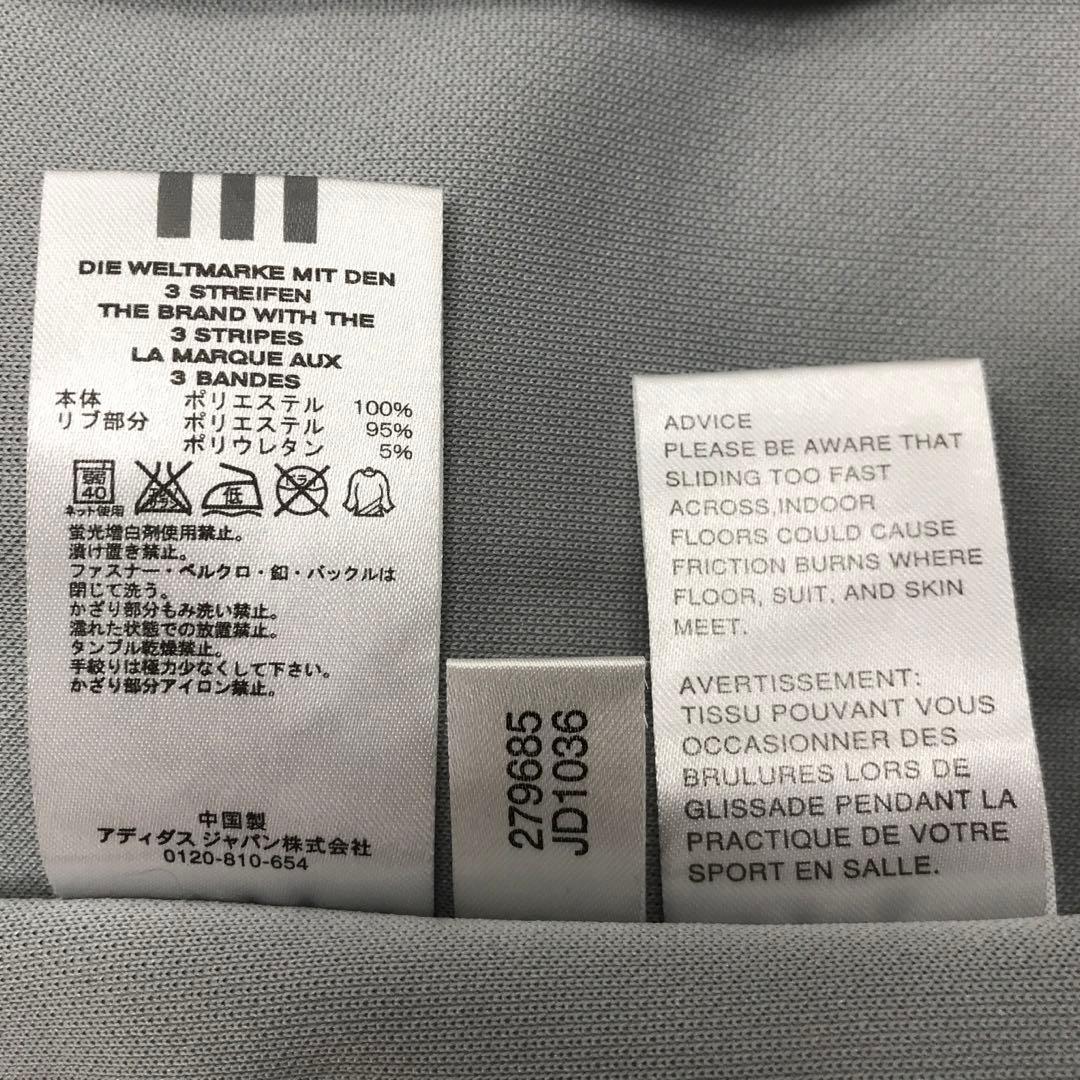 DIE WELTMARKE MIT DEN
3 STREIFEN
THE BRAND WITH THE
3 STRIPES
LA MARQUE AUX
3 BANDES
本体 ポリエステル 100%
リブ部分 ポリエステル 95%
ポリウレタン 5%
弱
40
ネット使用
低
蛍光増白剤使用禁止。
漬け置き禁止。
ファスナー・ベルクロ・釦・バックルは
閉じて洗う。
かざり部分もみ洗い禁止。
濡れた状態での放置禁止。
タンブル乾燥禁止。
手絞りは極力少なくして下さい。
かざり部分アイロン禁止。
中国製
アディダス ジャパン株式会社
0120-810-654
279685
JD1036
ADVICE
PLEASE BE AWARE THAT
SLIDING TOO FAST
ACROSS INDOOR
FLOORS COULD CAUSE
FRICTION BURNS WHERE
FLOOR, SUIT, AND SKIN
MEET.
AVERTISSEMENT:
TISSU POUVANT VOUS
OCCASIONNER DES
BRULURES LORS DE
GLISSADE PENDANT LA
PRACTIQUE DE VOTRE
SPORT EN SALLE.